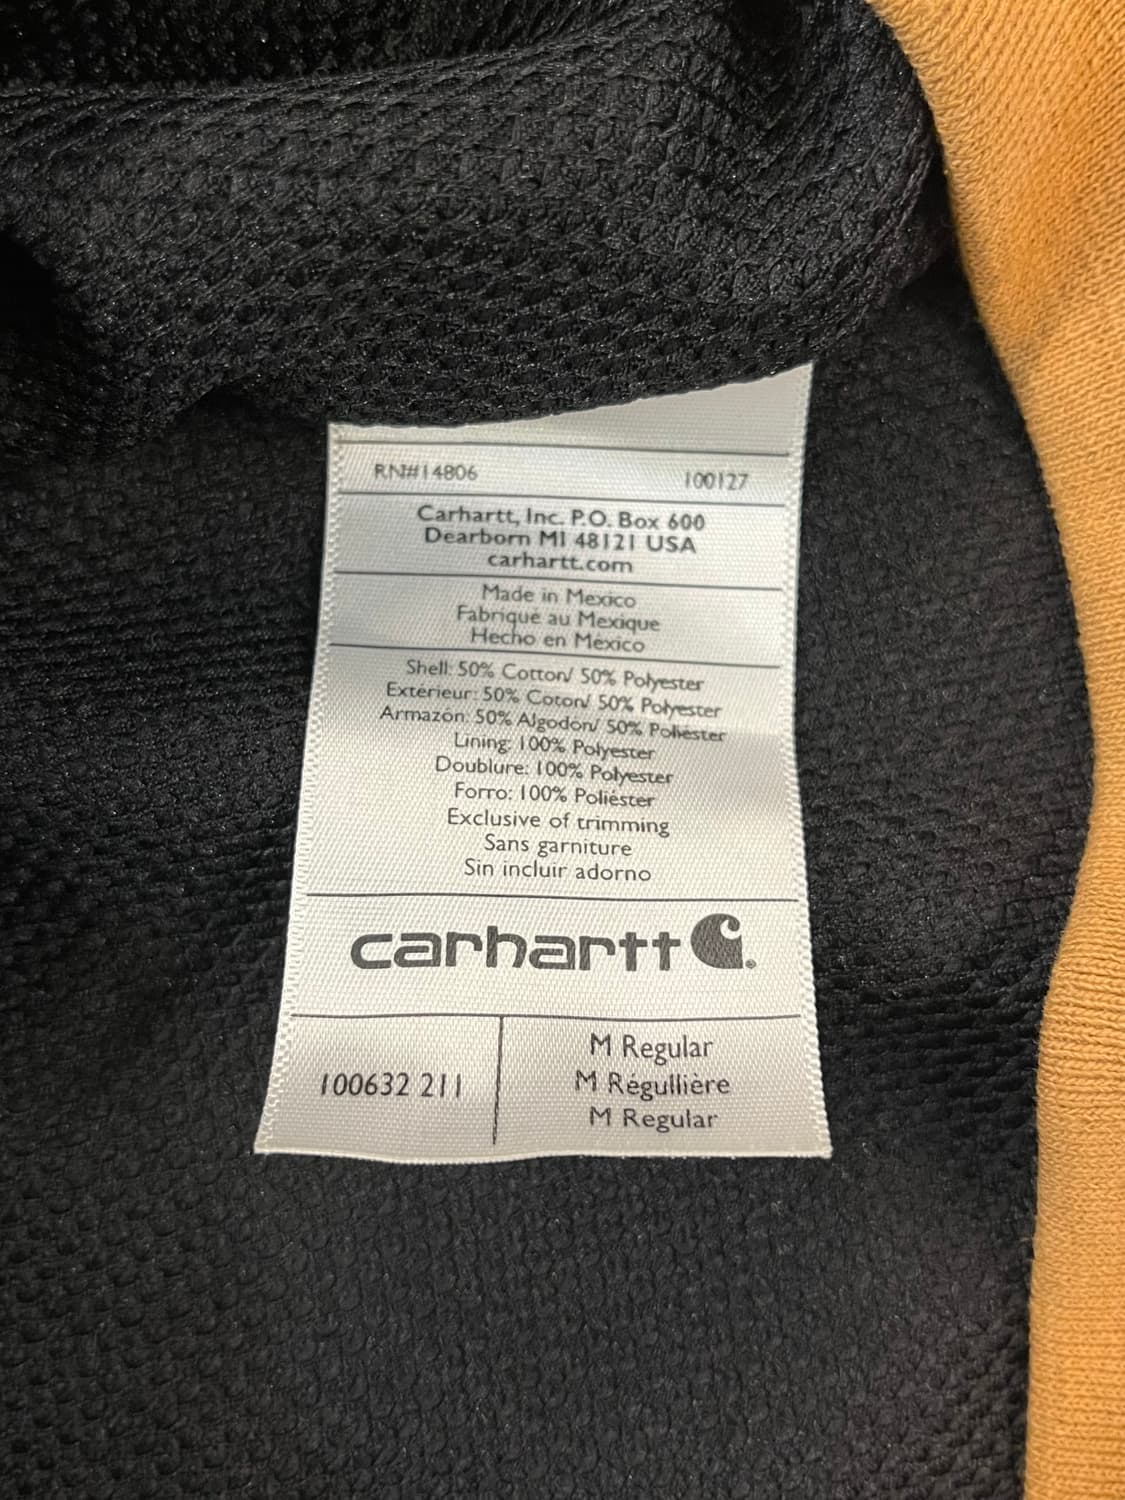 RN#14806 100127
Carhartt, Inc. P.O. Box 600
Dearborn MI 48121 USA
carhartt.com
Made in Mexico
Fabriqué au Mexique
Hecho en México
Shell: 50% Cotton/ 50% Polyester
Extérieur: 50% Coton/ 50% Polyester
Armazón: 50% Algodon/ 50% Poliéster
Lining: 100% Polyester
Doublure: 100% Polyester
Forro: 100% Poliéster
Exclusive of trimming
Sans garniture
Sin incluir adorno
carhartt
100632 211
M Regular
M Régullière
M Regular